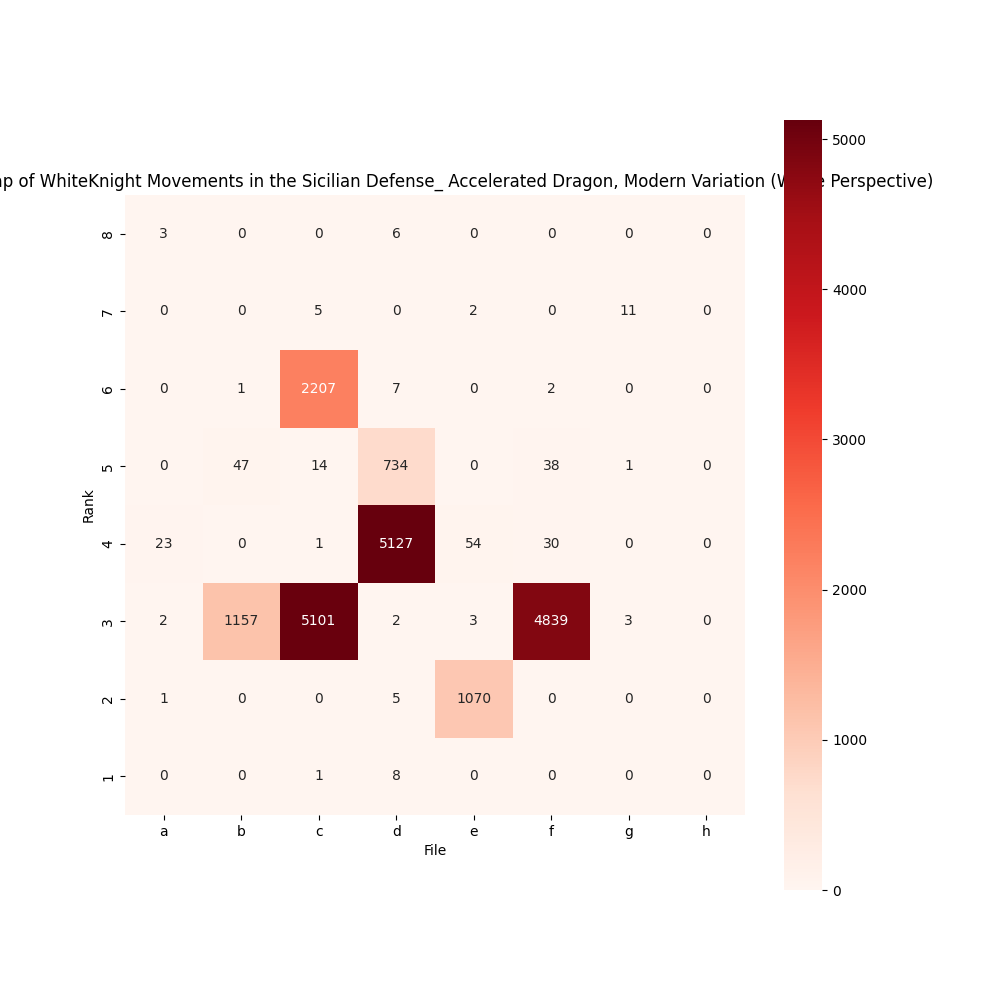 of WhiteKnight Movements in the Sicilian Defense_ Accelerated Dragon, Modern Variation Perspective)
5000
8 3 0 0 6 0 0 0 0
4000
7 0 0 5 0 2 0 11 0
6 0 1 2207 7 0 2 0 0
3000
5 0 47 14 734 0 38 1 0
Rank
4 23 0 1 5127 54 30 0 0
2000
3 2 1157 5101 2 3 4839 3 0
2 1 0 0 5 1070 0 0 0
1000
1 0 0 1 8 0 0 0 0
a b c d e f g h
File
0